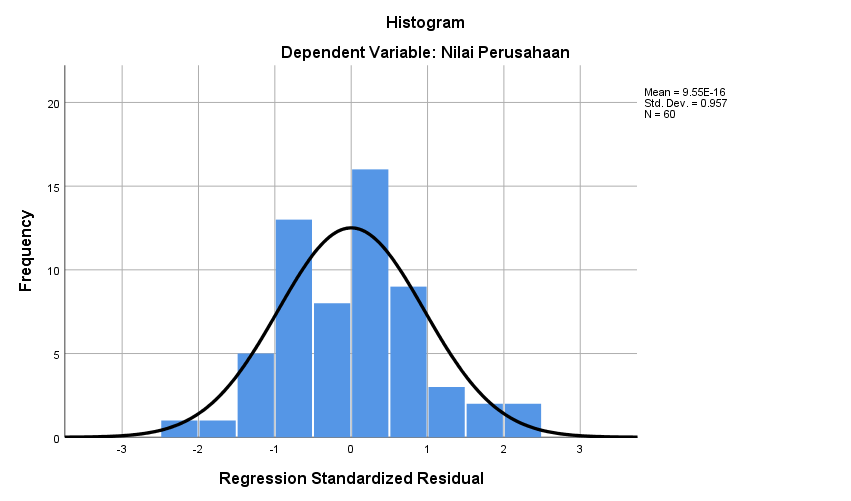 Histogram
Dependent Variable: Nilai Perusahaan
Mean = 9.55E-16
Std. Dev. = 0.957
N = 60
Frequency
20
15
10
5
0
-3 -2 -1 0 1 2 3
Regression Standardized Residual